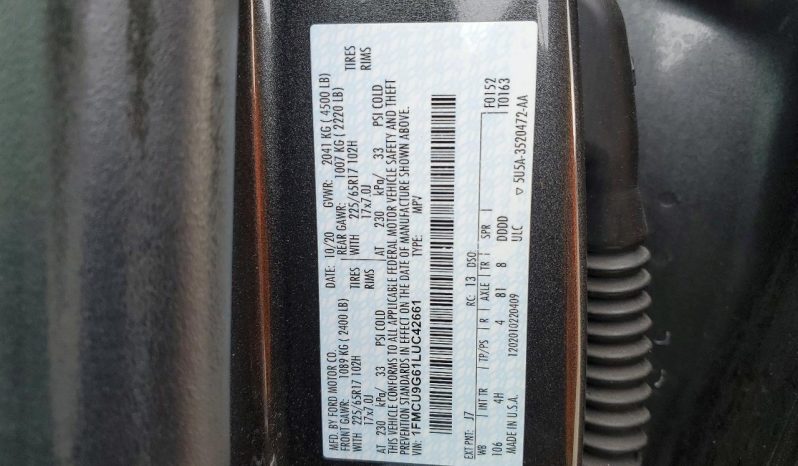 MFD. BY FORD MOTOR CO. DATE: 10/20 GVWR: 2041 KG ( 4500 LB)
FRONT GAWR: 1089 KG ( 2400 LB) REAR GAWR: 1007 KG ( 2220 LB)
WITH 225/65R17 102H TIRES WITH 225/65R17 102H TIRES
17x7.0J RIMS 17x7.0J RIMS
AT 230 kPa/ 33 PSI COLD AT 230 kPa/ 33 PSI COLD
THIS VEHICLE CONFORMS TO ALL APPLICABLE FEDERAL MOTOR VEHICLE SAFETY AND THEFT
PREVENTION STANDARDS IN EFFECT ON THE DATE OF MANUFACTURE SHOWN ABOVE.
VIN: 1FMCU9G61LUC42661 TYPE: MPV
F0152
T0163
EXT PNT: J7 RC: 13 DSO:
WB INT TR TP/PS R AXLE TR SPR
106 4H 4 81 8 DDDD
MADE IN U.S.A. 1202010220409 ULC
▽ 5U5A-3520472-AA